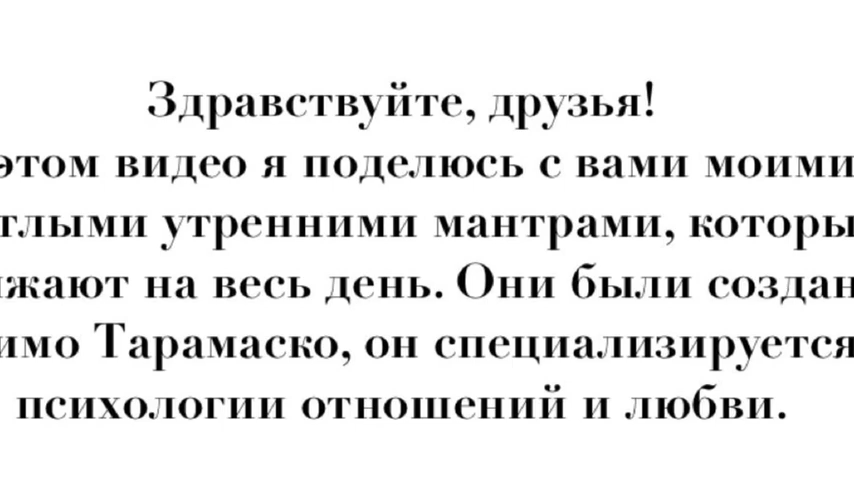 Здравствуйте, друзья!
этом видео я поделюсь с вами моими
тлыми утренними мантрами, которы
жают на весь день. Они были создан
имо Тарамаско, он специализируется
психологии отношений и любви.